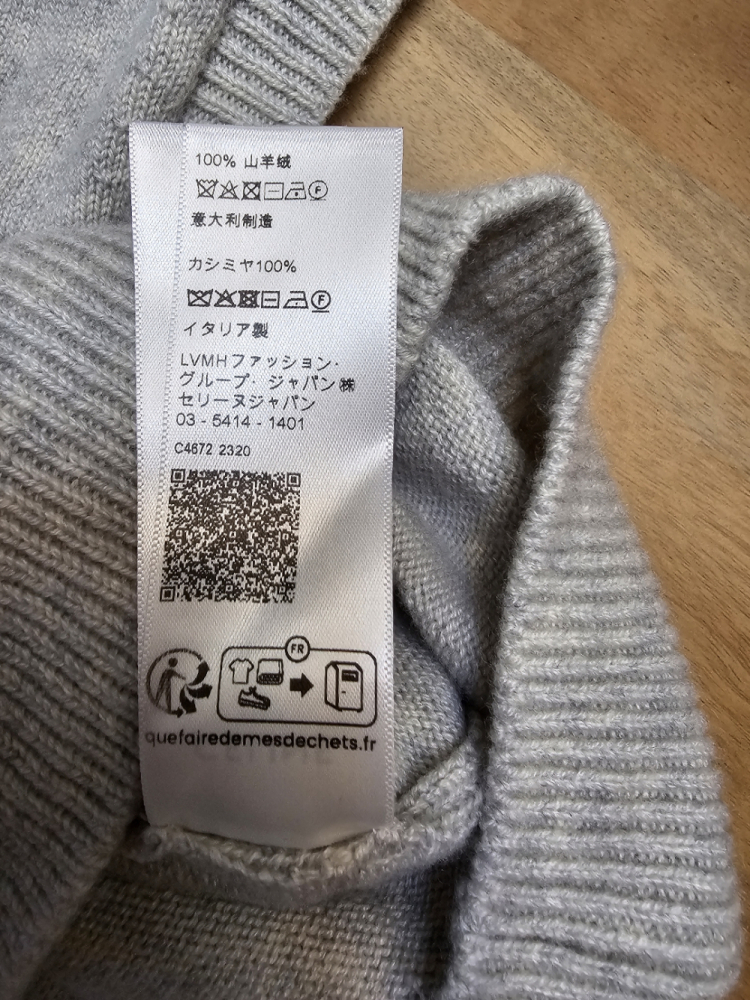 100% 山羊绒
F
意大利制造
カシミヤ100%
F
イタリア製
LVMHファッション・
グループ・ジャパン㈱
セリーヌジャパン
03 - 5414 - 1401
C4672 2320
FR
quefairedemesdechets.fr